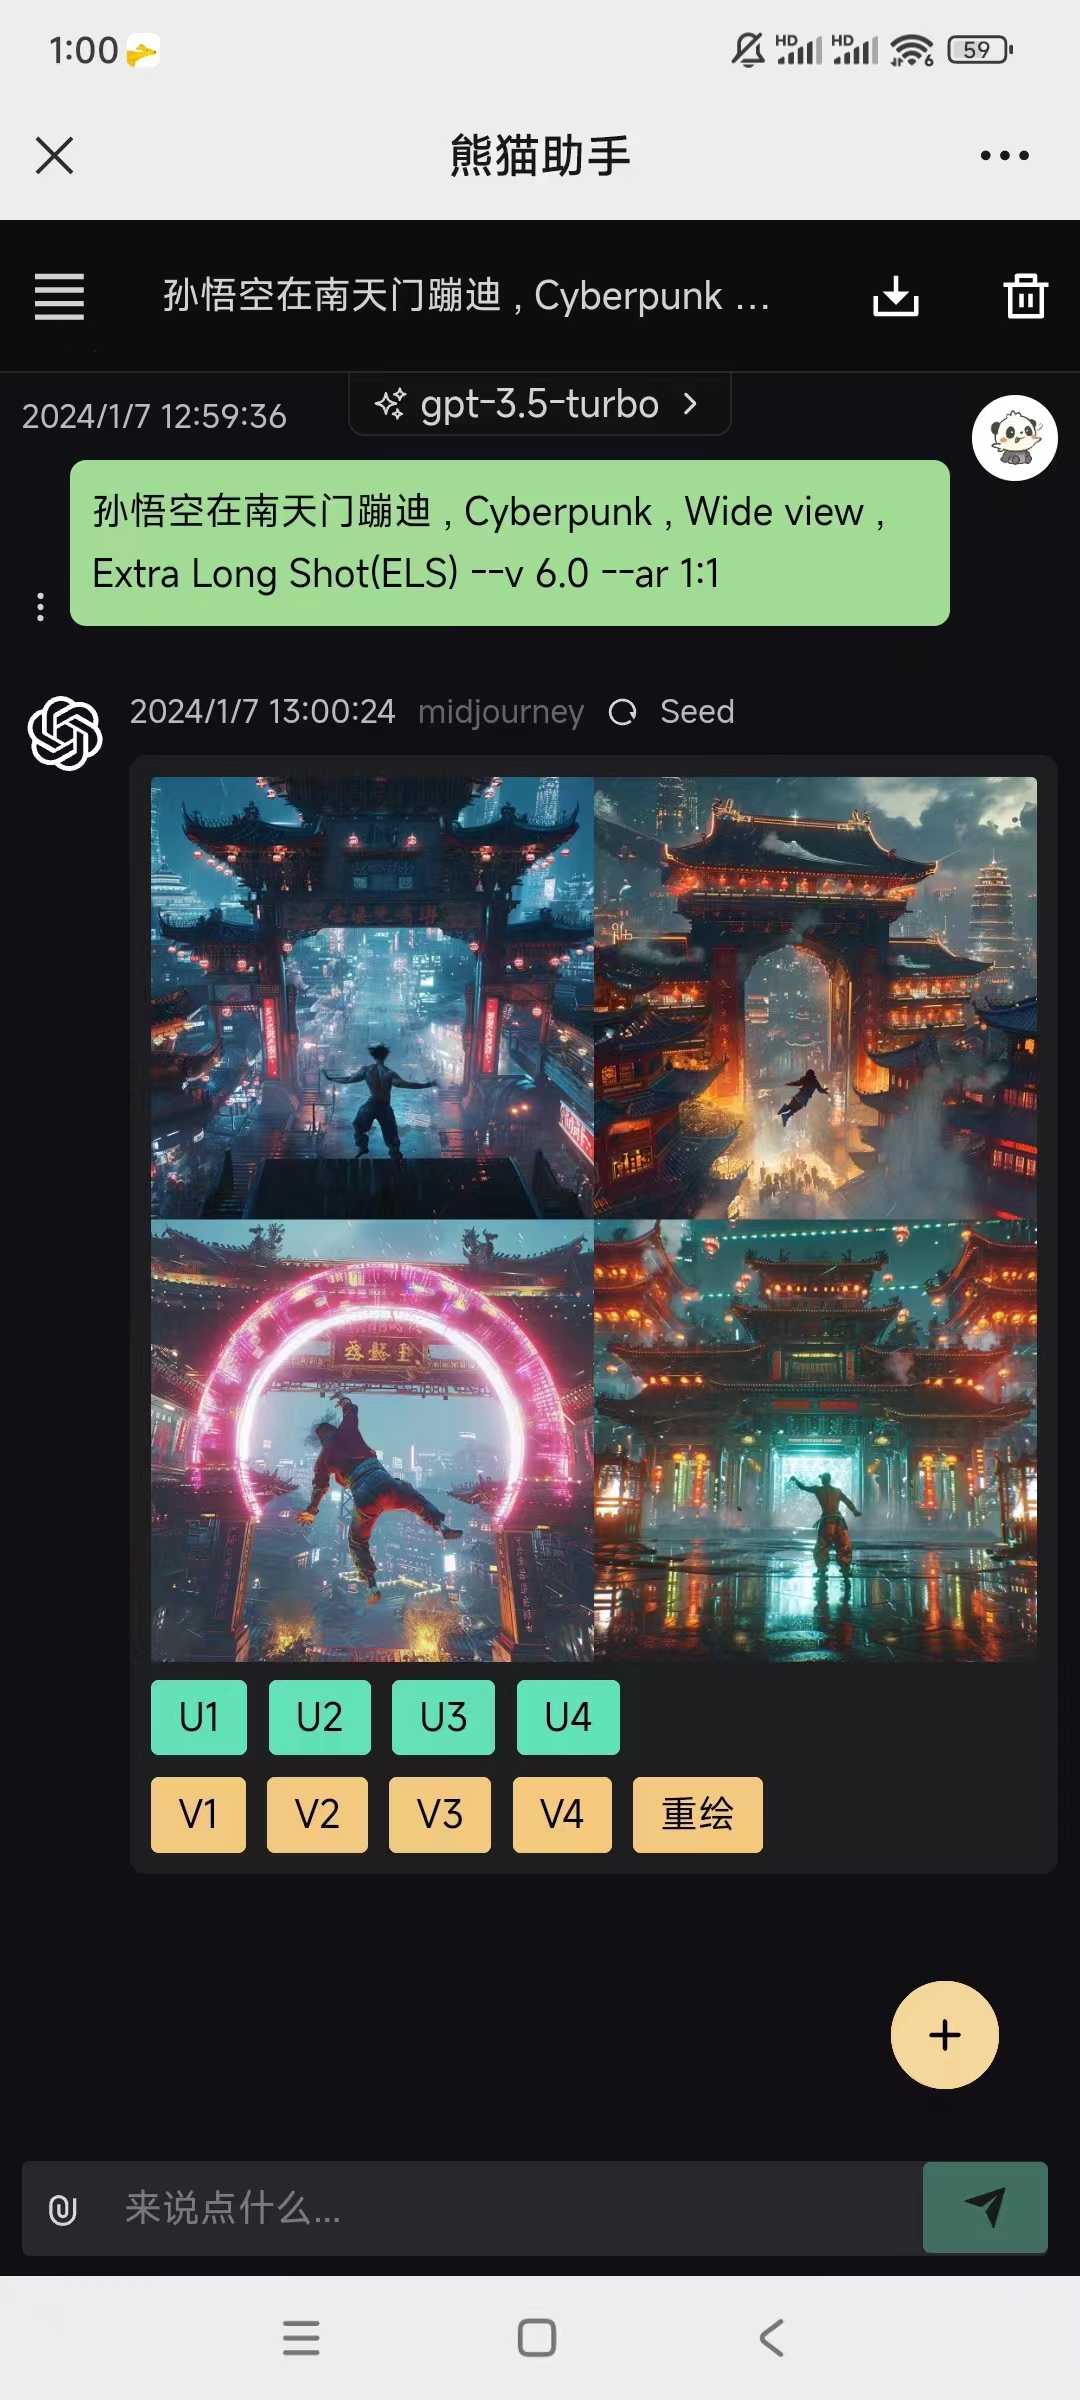 1:00
HD HD 6 59
熊猫助手
孙悟空在南天门蹦迪 , Cyberpunk ...
gpt-3.5-turbo
2024/1/7 12:59:36
孙悟空在南天门蹦迪 , Cyberpunk , Wide view ,
Extra Long Shot(ELS) --v 6.0 --ar 1:1
2024/1/7 13:00:24 midjourney Seed
U1 U2 U3 U4
V1 V2 V3 V4 重绘
+
来说点什么...